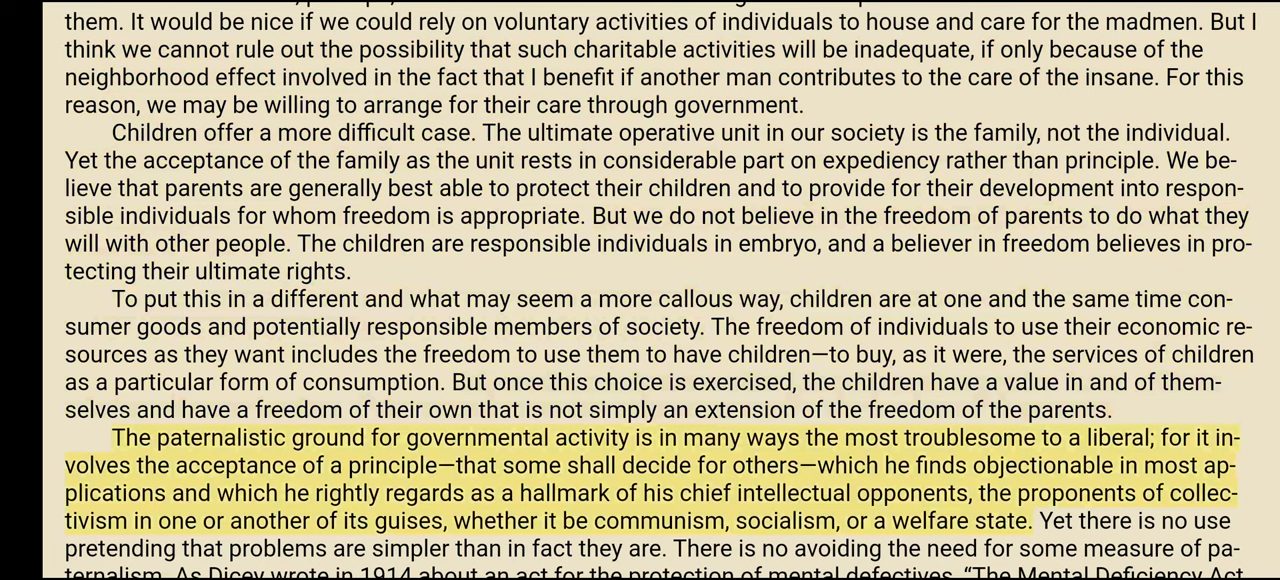 them. It would be nice if we could rely on voluntary activities of individuals to house and care for the madmen. But I
think we cannot rule out the possibility that such charitable activities will be inadequate, if only because of the
neighborhood effect involved in the fact that I benefit if another man contributes to the care of the insane. For this
reason, we may be willing to arrange for their care through government.
Children offer a more difficult case. The ultimate operative unit in our society is the family, not the individual.
Yet the acceptance of the family as the unit rests in considerable part on expediency rather than principle. We be-
lieve that parents are generally best able to protect their children and to provide for their development into respon-
sible individuals for whom freedom is appropriate. But we do not believe in the freedom of parents to do what they
will with other people. The children are responsible individuals in embryo, and a believer in freedom believes in pro-
tecting their ultimate rights.
To put this in a different and what may seem a more callous way, children are at one and the same time con-
sumer goods and potentially responsible members of society. The freedom of individuals to use their economic re-
sources as they want includes the freedom to use them to have children—to buy, as it were, the services of children
as a particular form of consumption. But once this choice is exercised, the children have a value in and of them-
selves and have a freedom of their own that is not simply an extension of the freedom of the parents.
The paternalistic ground for governmental activity is in many ways the most troublesome to a liberal; for it in-
volves the acceptance of a principle—that some shall decide for others—which he finds objectionable in most ap-
plications and which he rightly regards as a hallmark of his chief intellectual opponents, the proponents of collec-
tivism in one or another of its guises, whether it be communism, socialism, or a welfare state. Yet there is no use
pretending that problems are simpler than in fact they are. There is no avoiding the need for some measure of pa-
ternalism. As Dicey wrote in 1914 about an act for the protection of mental defectives, “The Mental Deficiency Act